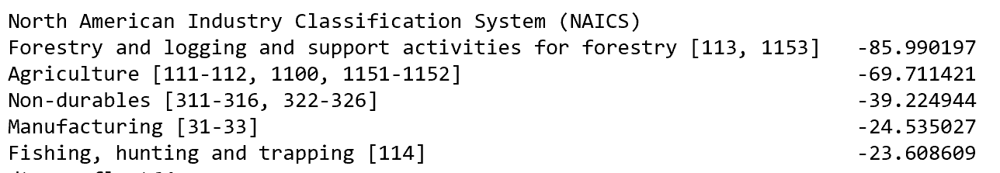 North American Industry Classification System (NAICS)
Forestry and logging and support activities for forestry [113, 1153] -85.990197
Agriculture [111-112, 1100, 1151-1152] -69.711421
Non-durables [311-316, 322-326] -39.224944
Manufacturing [31-33] -24.535027
Fishing, hunting and trapping [114] -23.608609